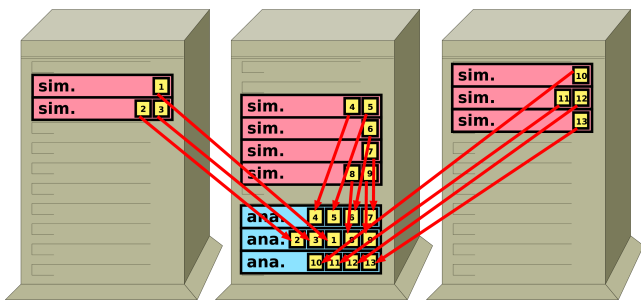 sim. 1
sim. 2 3
sim. 4 5
sim. 6
sim. 7
sim. 8 9
ana. 4 5 6 7
ana. 2 3 1 8 9
ana. 10 11 12 13
sim. 10
sim. 11 12
sim. 13